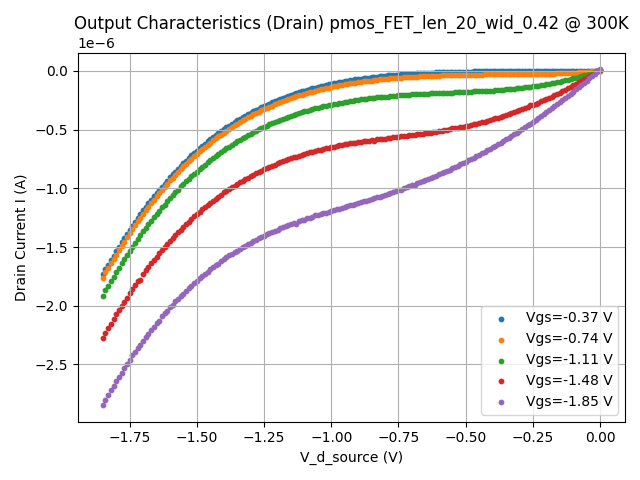 Output Characteristics (Drain) pmos_FET_len_20_wid_0.42 @ 300K
1e−6
0.0
−0.5
−1.0
−1.5
−2.0
−2.5
Drain Current I (A)
Vgs=-0.37 V
Vgs=-0.74 V
Vgs=-1.11 V
Vgs=-1.48 V
Vgs=-1.85 V
−1.75 −1.50 −1.25 −1.00 −0.75 −0.50 −0.25 0.00
V_d_source (V)